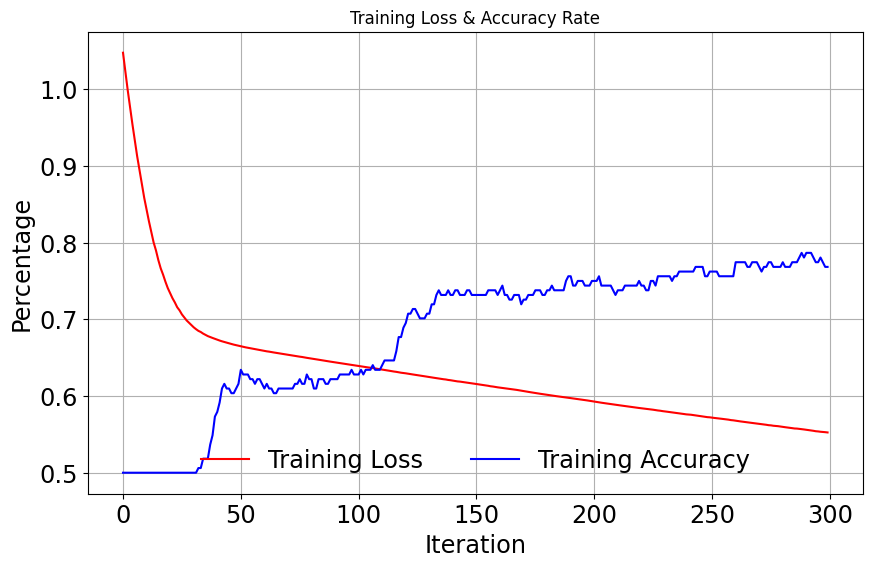 Training Loss & Accuracy Rate
Percentage
1.0
0.9
0.8
0.7
0.6
0.5
Training Loss Training Accuracy
0 50 100 150 200 250 300
Iteration